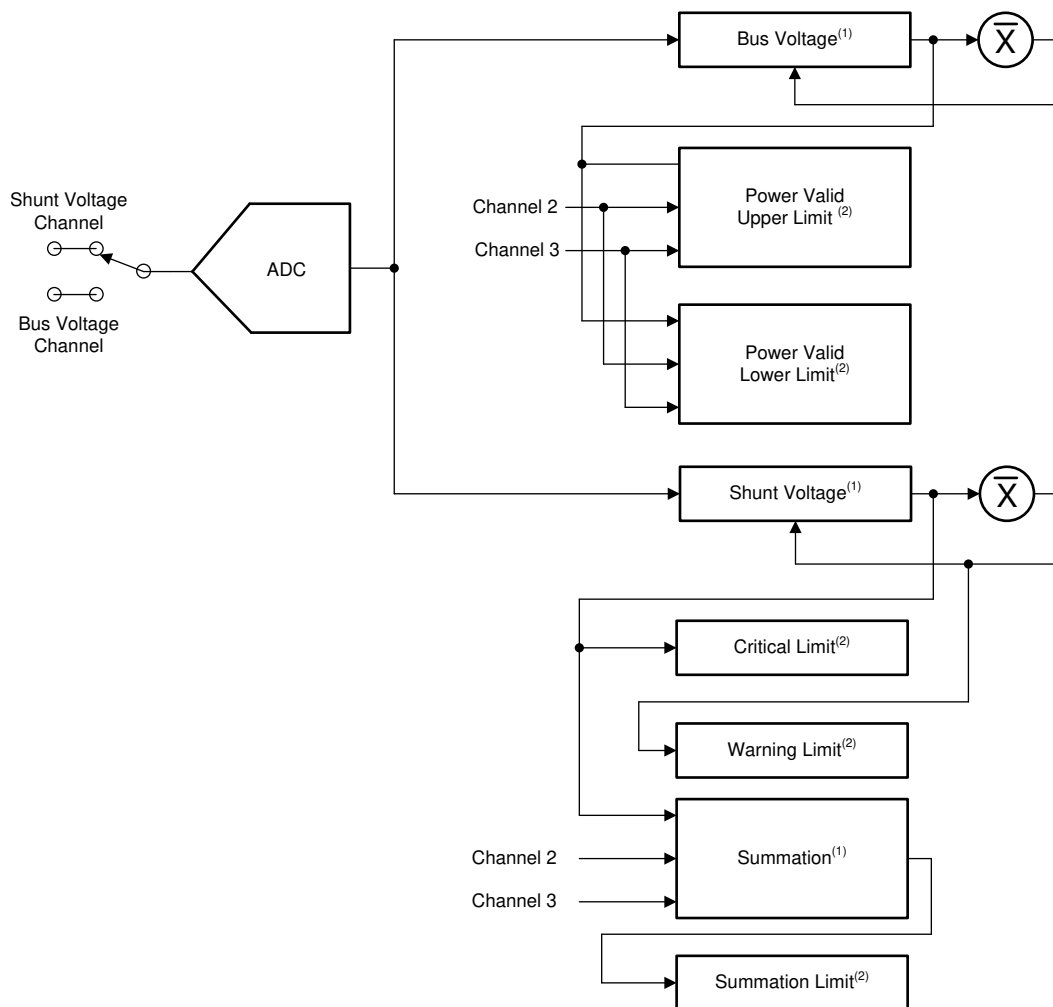 Bus Voltage(1)
X̅
Shunt Voltage
Channel
ADC
Bus Voltage
Channel
Channel 2
Channel 3
Power Valid
Upper Limit (2)
Power Valid
Lower Limit(2)
Shunt Voltage(1)
X̅
Critical Limit(2)
Warning Limit(2)
Channel 2
Channel 3
Summation(1)
Summation Limit(2)